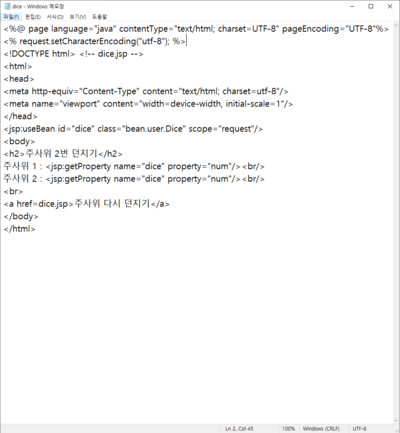 dice - Windows 메모장
파일(F) 편집(E) 서식(O) 보기(V) 도움말
<%@ page language="java" contentType="text/html; charset=UTF-8" pageEncoding="UTF-8"%>
<% request.setCharacterEncoding("utf-8"); %>
<!DOCTYPE html> <!-- dice.jsp -->
<html>
<head>
<meta http-equiv="Content-Type" content="text/html; charset=utf-8"/>
<meta name="viewport" content="width=device-width, initial-scale=1"/>
</head>
<jsp:useBean id="dice" class="bean.user.Dice" scope="request"/>
<body>
<h2>주사위 2번 던지기</h2>
주사위 1 : <jsp:getProperty name="dice" property="num"/><br/>
주사위 2 : <jsp:getProperty name="dice" property="num"/><br/>
<br>
<a href=dice.jsp>주사위 다시 던지기</a>
</body>
</html>
Ln 2, Col 45 100% Windows (CRLF) UTF-8